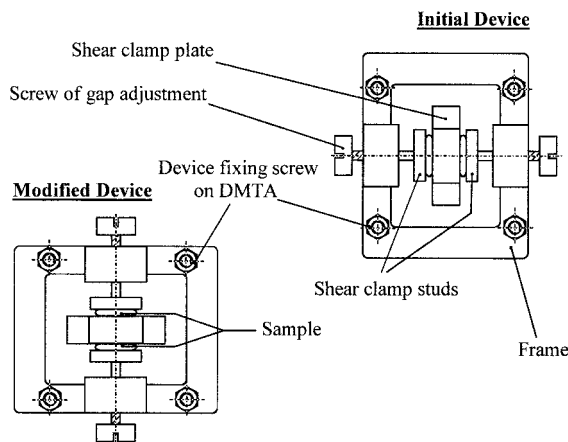 Initial Device
Shear clamp plate
Screw of gap adjustment
Device fixing screw
on DMTA
Modified Device
Shear clamp studs
Sample
Frame